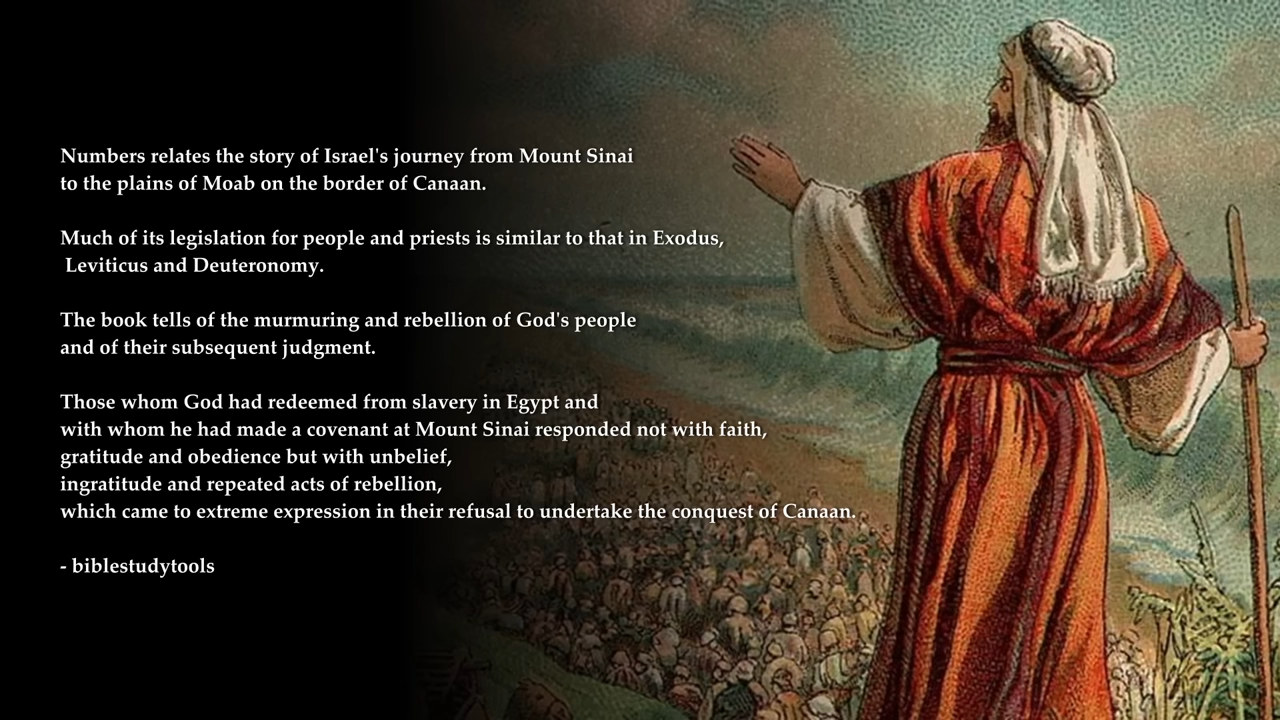 Numbers relates the story of Israel's journey from Mount Sinai
to the plains of Moab on the border of Canaan.
Much of its legislation for people and priests is similar to that in Exodus,
Leviticus and Deuteronomy.
The book tells of the murmuring and rebellion of God's people
and of their subsequent judgment.
Those whom God had redeemed from slavery in Egypt and
with whom he had made a covenant at Mount Sinai responded not with faith,
gratitude and obedience but with unbelief,
ingratitude and repeated acts of rebellion,
which came to extreme expression in their refusal to undertake the conquest of Canaan.
- biblestudytools